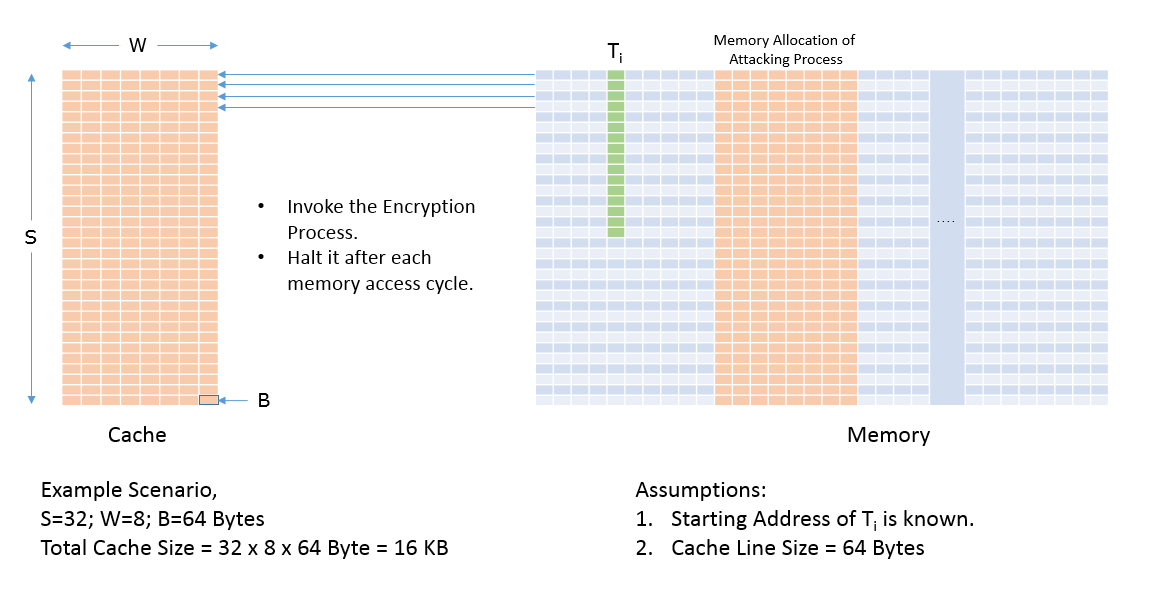 W
T i
Memory Allocation of
Attacking Process
• Invoke the Encryption
Process.
• Halt it after each
memory access cycle.
S
....
B
Cache
Memory
Example Scenario,
S=32; W=8; B=64 Bytes
Total Cache Size = 32 x 8 x 64 Byte = 16 KB
Assumptions:
1. Starting Address of Ti is known.
2. Cache Line Size = 64 Bytes